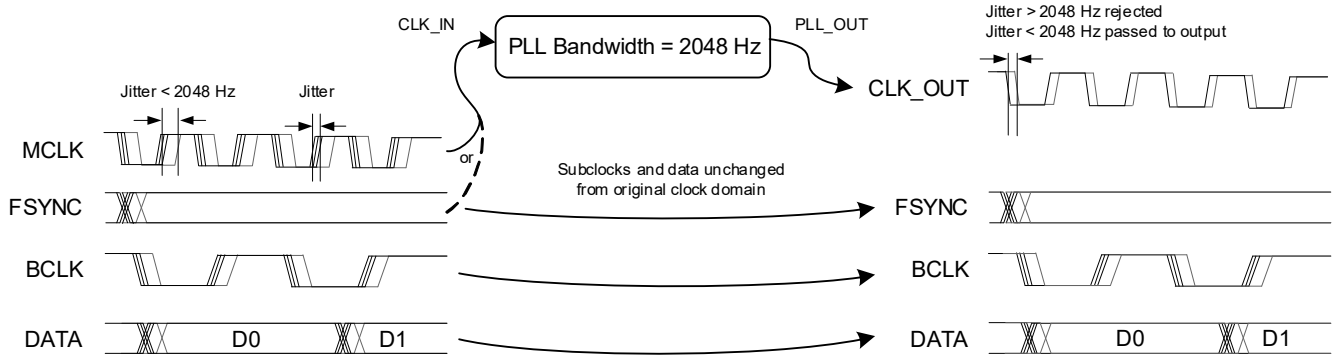 CLK_IN
PLL Bandwidth = 2048 Hz
PLL_OUT
Jitter > 2048 Hz rejected
Jitter < 2048 Hz passed to output
CLK_OUT
Jitter < 2048 Hz
Jitter
MCLK
or
Subclocks and data unchanged
from original clock domain
FSYNC
FSYNC
BCLK
BCLK
DATA
D0
D1
DATA
D0
D1